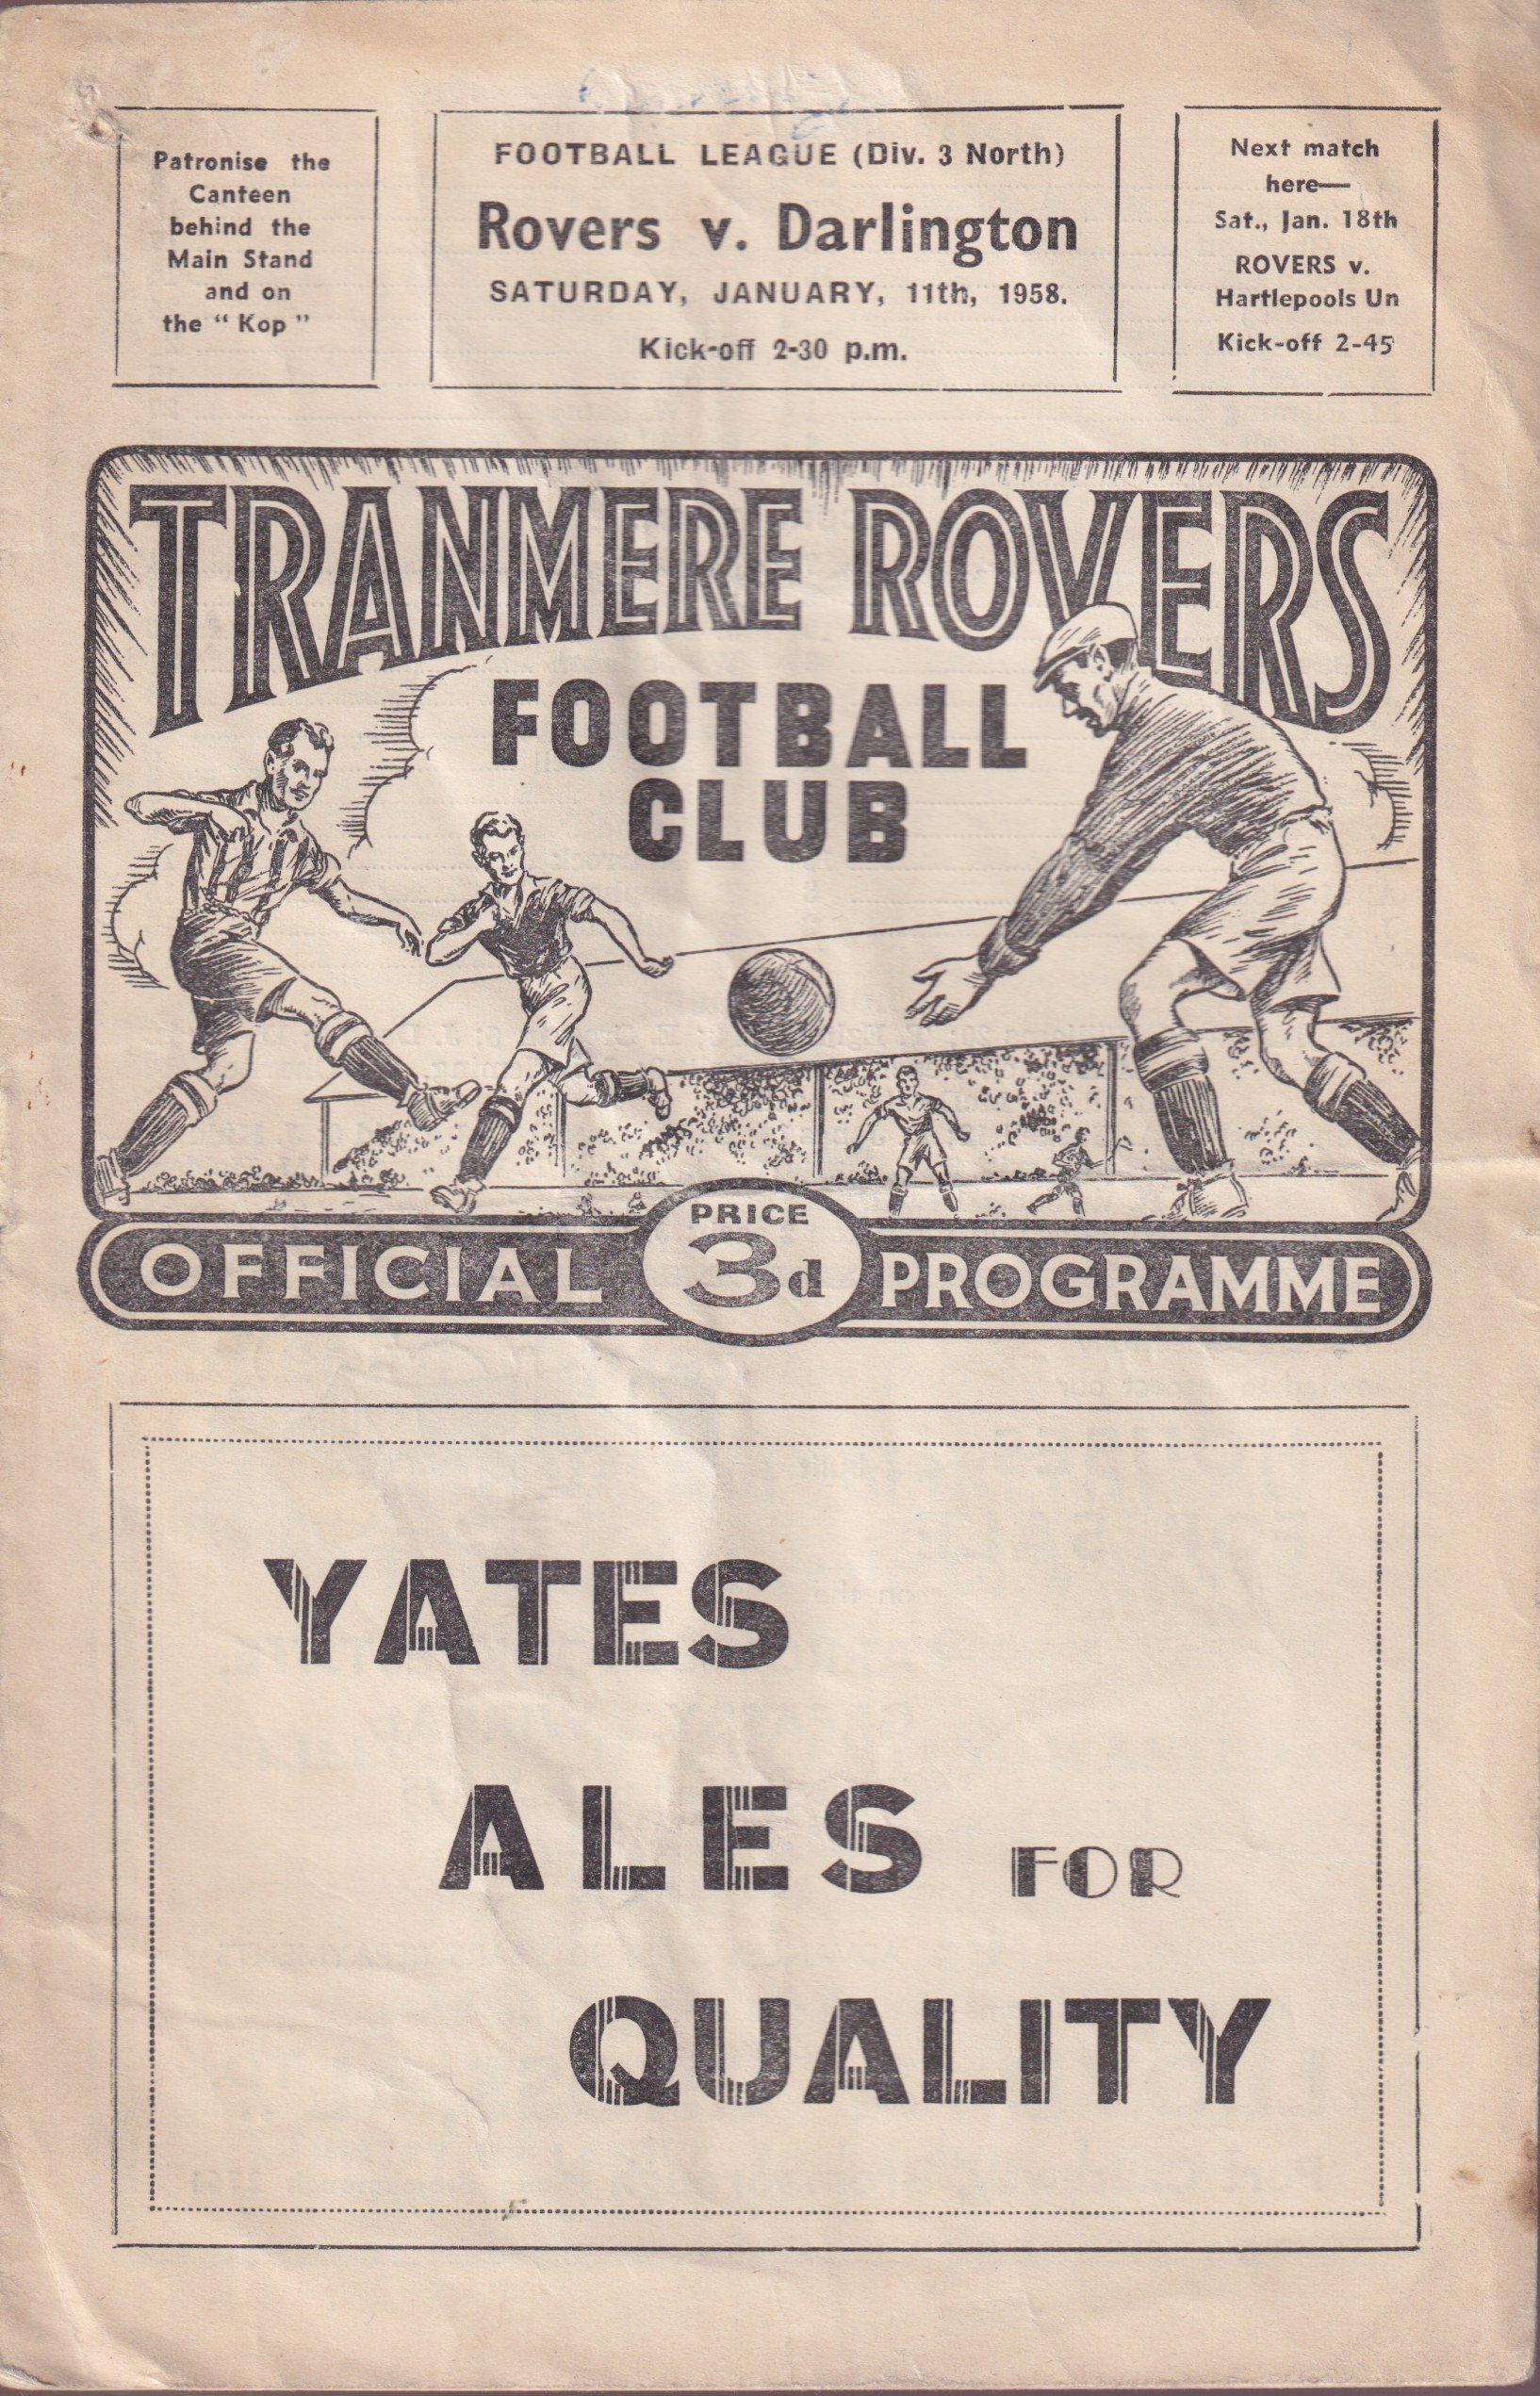 Patronise the
Canteen
behind the
Main Stand
and on
the " Kop "
FOOTBALL LEAGUE (Div. 3 North)
Rovers v. Darlington
SATURDAY, JANUARY, 11th, 1958.
Kick-off 2-30 p.m.
Next match
here—
Sat., Jan. 18th
ROVERS v.
Hartlepools Un
Kick-off 2-45
TRANMERE ROVERS
FOOTBALL
CLUB
PRICE
3d
OFFICIAL PROGRAMME
YATES
ALES FOR
QUALITY